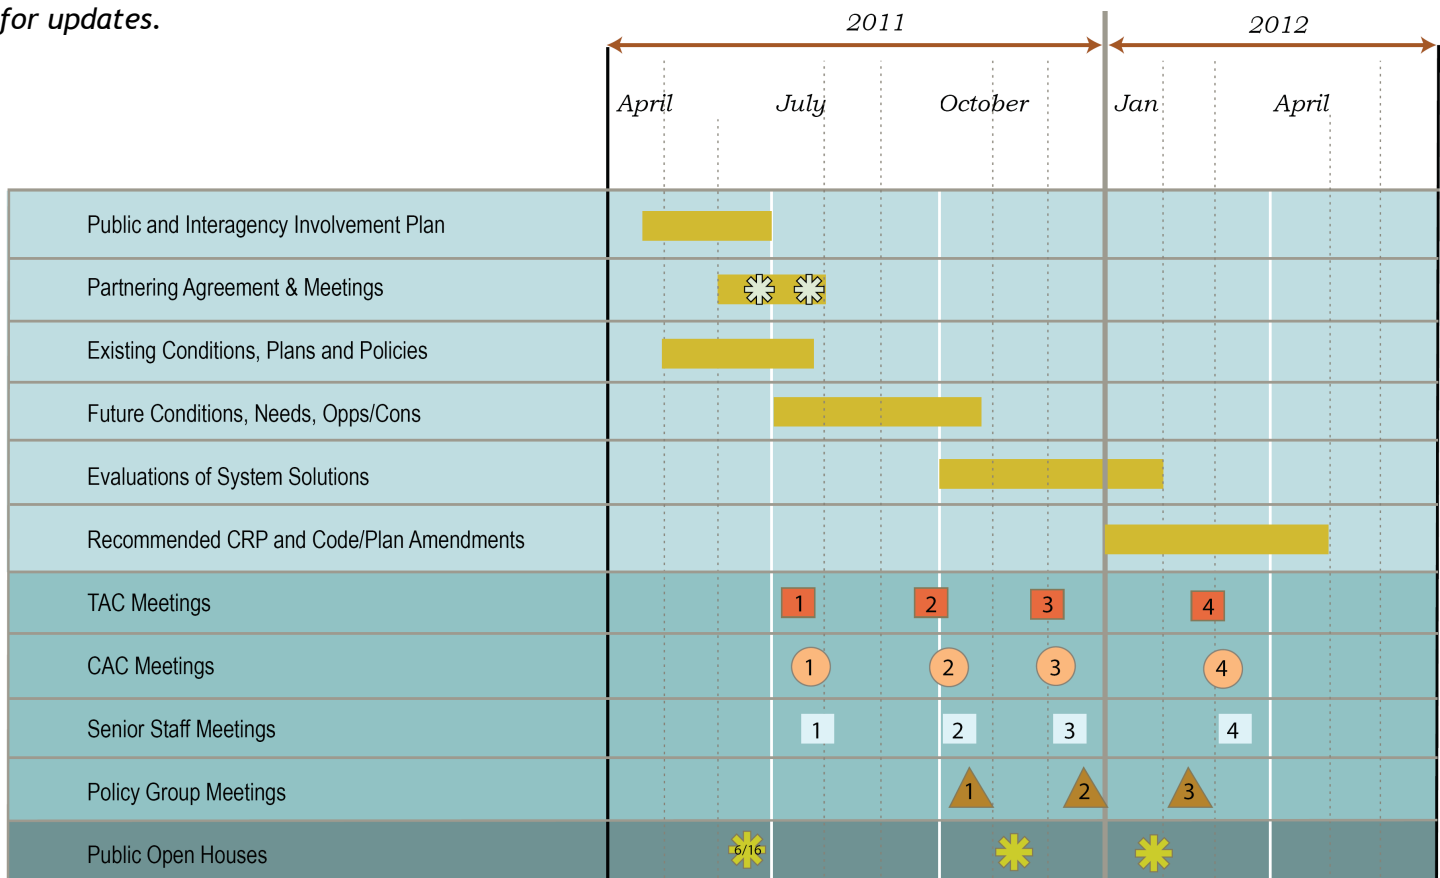 for updates.
2011
2012
April
July
October
Jan
April
Public and Interagency Involvement Plan
Partnering Agreement & Meetings
Existing Conditions, Plans and Policies
Future Conditions, Needs, Opps/Cons
Evaluations of System Solutions
Recommended CRP and Code/Plan Amendments
TAC Meetings
1
2
3
4
CAC Meetings
1
2
3
4
Senior Staff Meetings
1
2
3
4
Policy Group Meetings
1
2
3
Public Open Houses
6/16